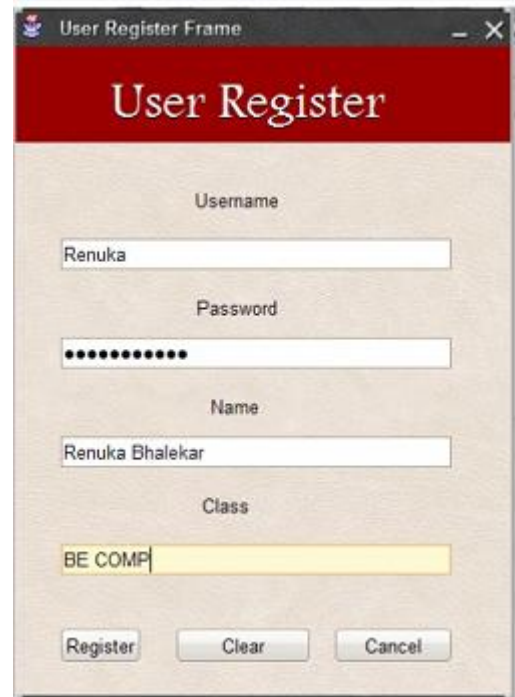 User Register Frame
User Register
Username
Renuka
Password
•••••••••••
Name
Renuka Bhalekar
Class
BE COMP
Register Clear Cancel